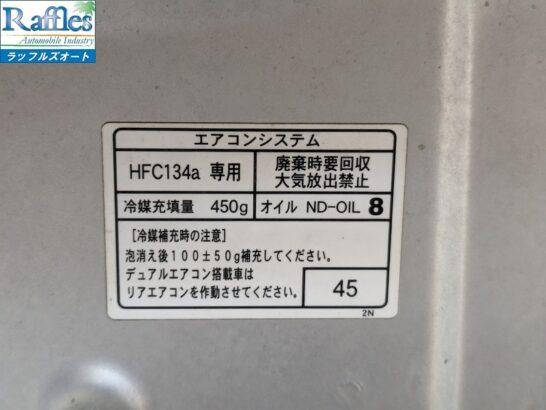 Raffles
Automobile Industry
ラッフルズオート
エアコンシステム
HFC134a 専用
廃棄時要回収
大気放出禁止
冷媒充填量 450g
オイル ND-OIL 8
[冷媒補充時の注意]
泡消え後100±50g補充してください。
デュアルエアコン搭載車は
リアエアコンを作動させてください。
45
2N